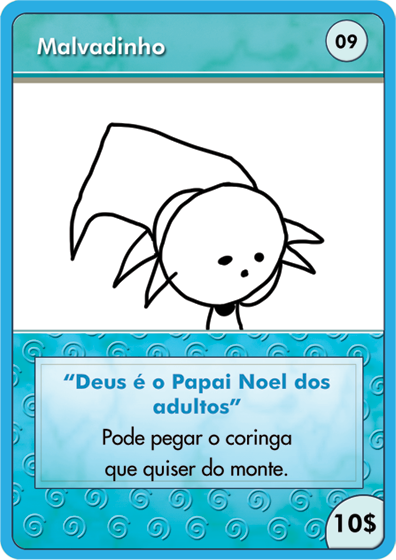 Malvadinho
09
“Deus é o Papai Noel dos
adultos”
Pode pegar o coringa
que quiser do monte.
10$